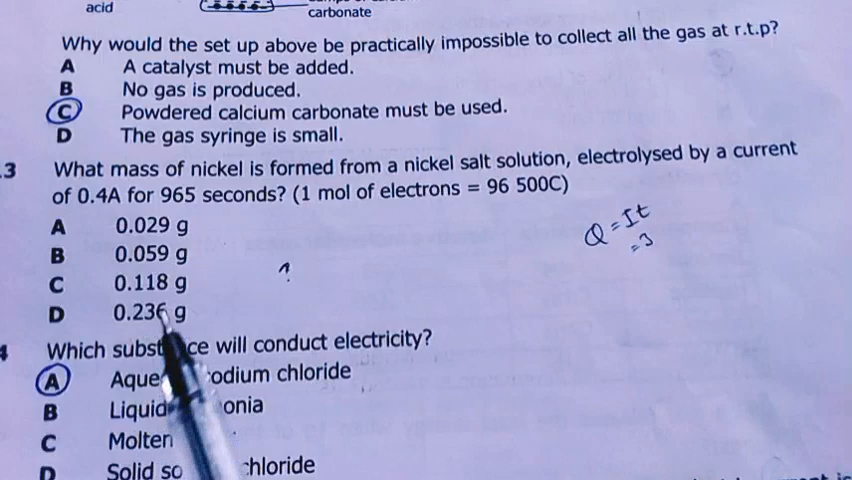 acid
carbonate
Why would the set up above be practically impossible to collect all the gas at r.t.p?
A A catalyst must be added.
B No gas is produced.
C Powdered calcium carbonate must be used.
D The gas syringe is small.
.3 What mass of nickel is formed from a nickel salt solution, electrolysed by a current
of 0.4A for 965 seconds? (1 mol of electrons = 96 500C)
A 0.029 g
B 0.059 g
C 0.118 g
D 0.236 g
Q = It
= 3
?
4 Which substance will conduct electricity?
A Aque odium chloride
B Liquid onia
C Molten
D Solid so chloride